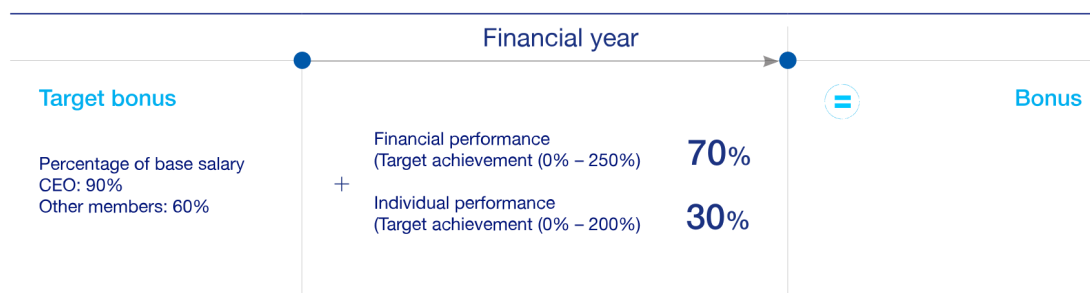 Financial year
Target bonus
=
Bonus
Percentage of base salary
CEO: 90%
Other members: 60%
+
Financial performance
(Target achievement (0% – 250%)
70%
Individual performance
(Target achievement (0% – 200%)
30%